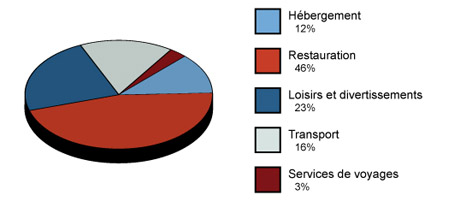 Hébergement
12%
Restauration
46%
Loisirs et divertissements
23%
Transport
16%
Services de voyages
3%